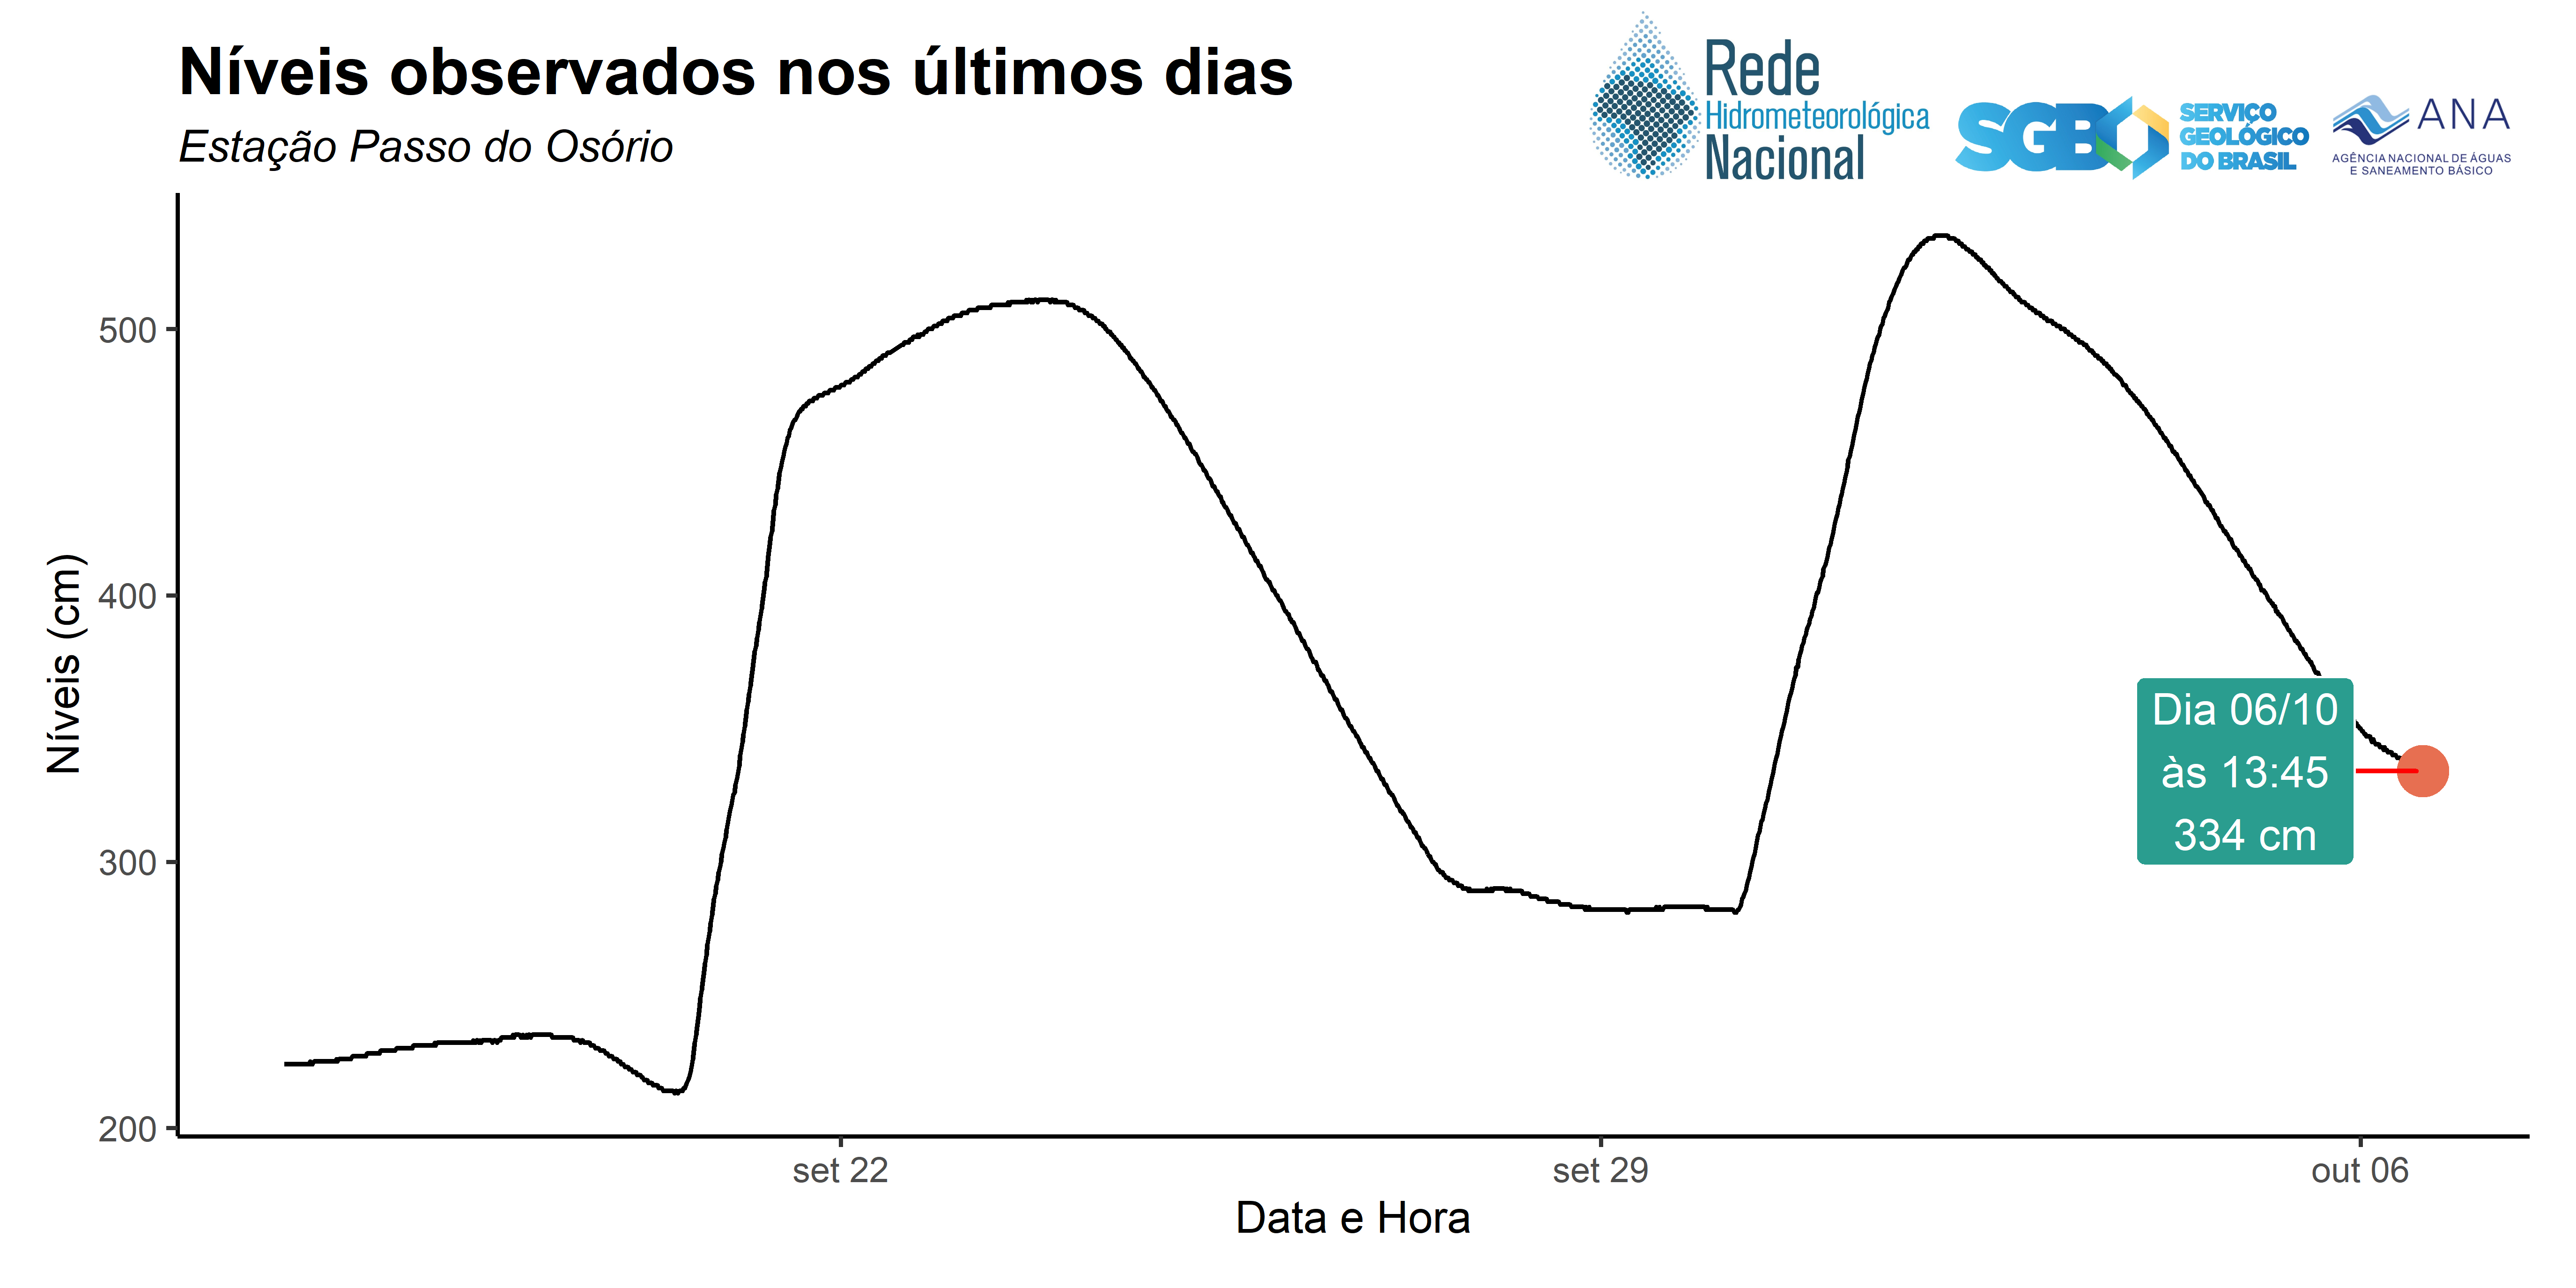 Níveis observados nos últimos dias
Estação Passo do Osório
Rede
Hidrometeorológica
Nacional
SGB
SERVIÇO
GEOLÓGICO
DO BRASIL
ANA
AGÊNCIA NACIONAL DE ÁGUAS
E SANEAMENTO BÁSICO
Níveis (cm)
500
400
300
200
Dia 06/10
às 13:45
334 cm
set 22
set 29
out 06
Data e Hora